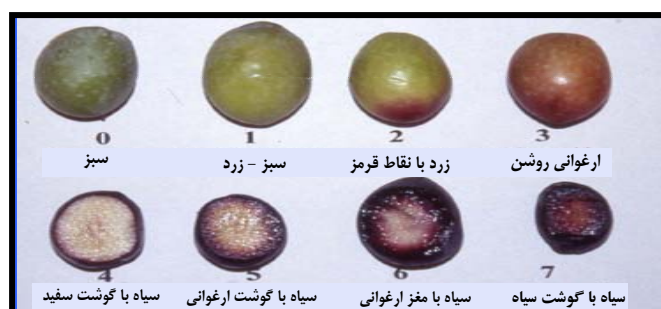 0 1 2 3
سبز سبز - زرد زرد با نقاط قرمز ارغوانی روشن
4 5 6 7
سیاه با گوشت سفید سیاه با گوشت ارغوانی سیاه با مغز ارغوانی سیاه با گوشت سیاه